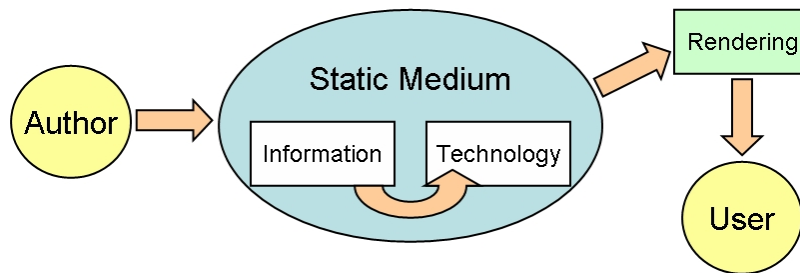 Author
Static Medium
Information
Technology
Rendering
User